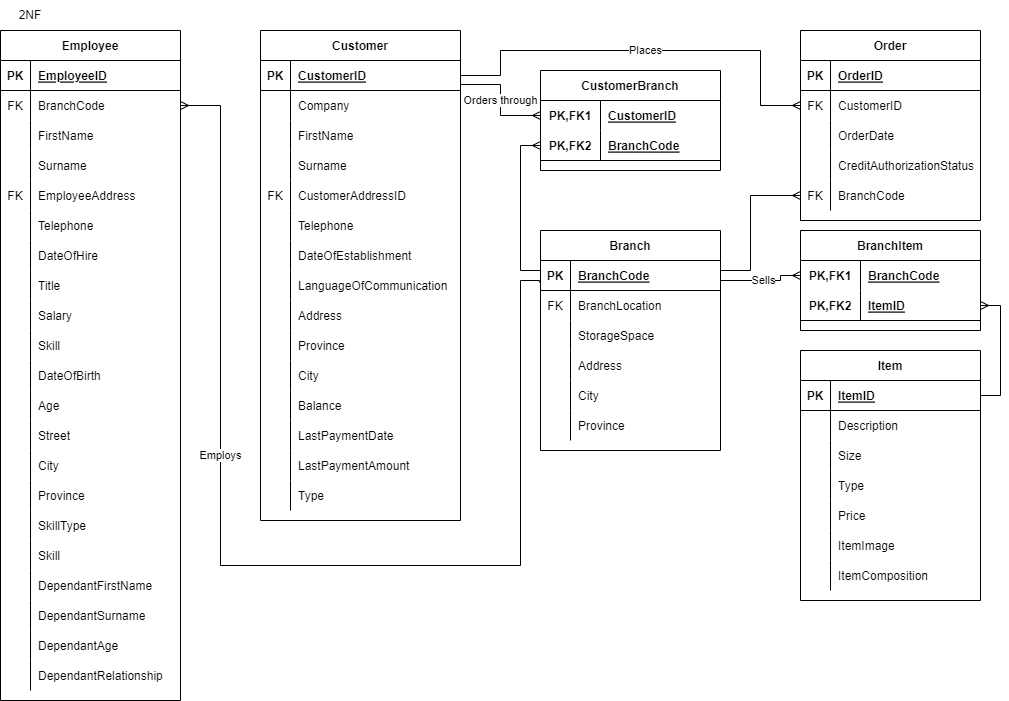 2NF
Employee
PK EmployeeID
FK BranchCode
FirstName
Surname
FK EmployeeAddress
Telephone
DateOfHire
Title
Salary
Skill
DateOfBirth
Age
Street
City
Province
SkillType
Skill
DependantFirstName
DependantSurname
DependantAge
DependantRelationship
Employs
Customer
PK CustomerID
Company
FirstName
Surname
FK CustomerAddressID
Telephone
DateOfEstablishment
LanguageOfCommunication
Address
Province
City
Balance
LastPaymentDate
LastPaymentAmount
Type
Places
Orders through
CustomerBranch
PK,FK1 CustomerID
PK,FK2 BranchCode
Branch
PK BranchCode
FK BranchLocation
StorageSpace
Address
City
Province
Sells
Order
PK OrderID
FK CustomerID
OrderDate
CreditAuthorizationStatus
FK BranchCode
BranchItem
PK,FK1 BranchCode
PK,FK2 ItemID
Item
PK ItemID
Description
Size
Type
Price
ItemImage
ItemComposition